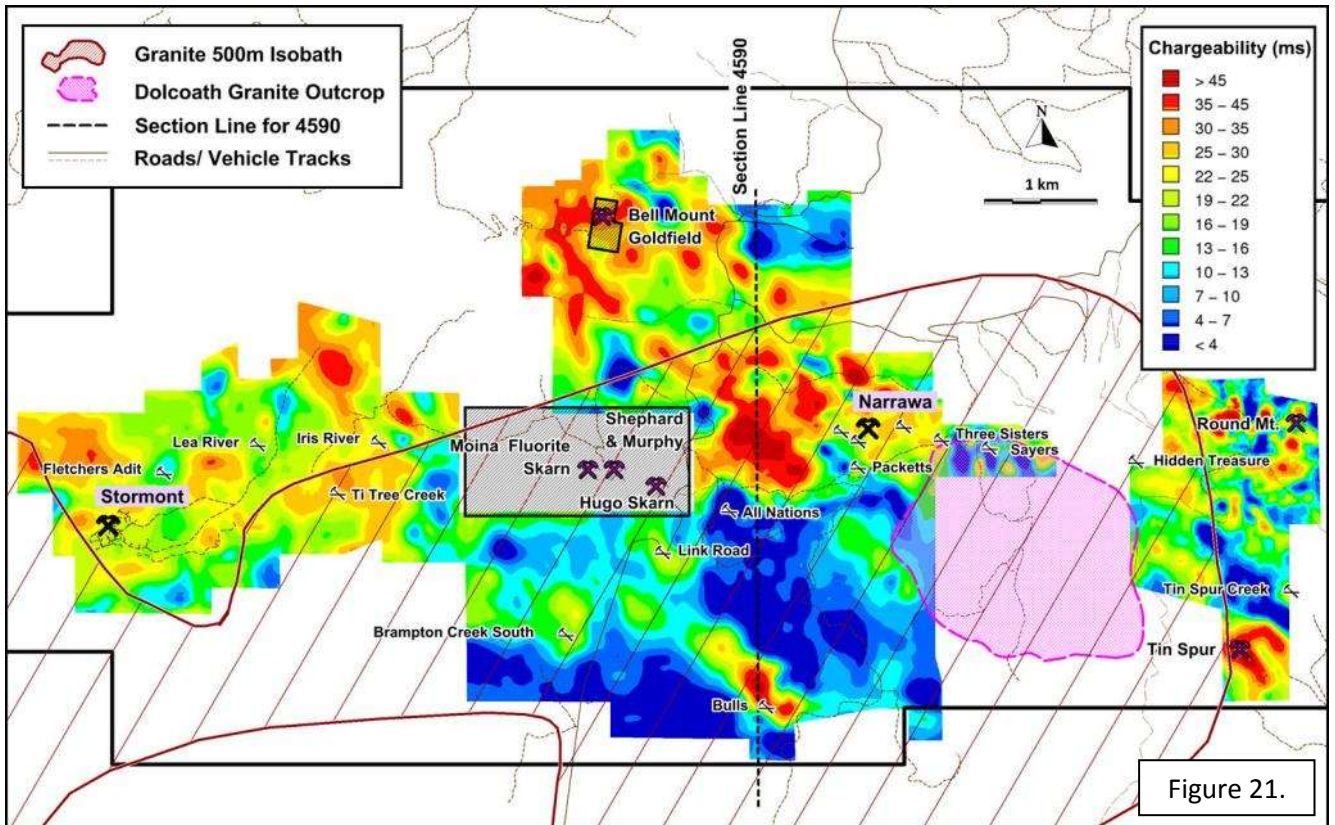 Granite 500m Isobath
Dolcoath Granite Outcrop
Section Line for 4590
Roads/ Vehicle Tracks
Section Line 4590
N
1 km
Chargeability (ms)
> 45
35 – 45
30 – 35
25 – 30
22 – 25
19 – 22
16 – 19
13 – 16
10 – 13
7 – 10
4 – 7
< 4
Bell Mount
Goldfield
Shephard
& Murphy
Moina Fluorite
Skarn
Hugo Skarn
Narrawa
Three Sisters
Sayers
Packetts
Round Mt.
Hidden Treasure
Lea River
Iris River
Fletchers Adit
Stormont
Ti Tree Creek
All Nations
Link Road
Tin Spur Creek
Brampton Creek South
Tin Spur
Bulls
Figure 21.